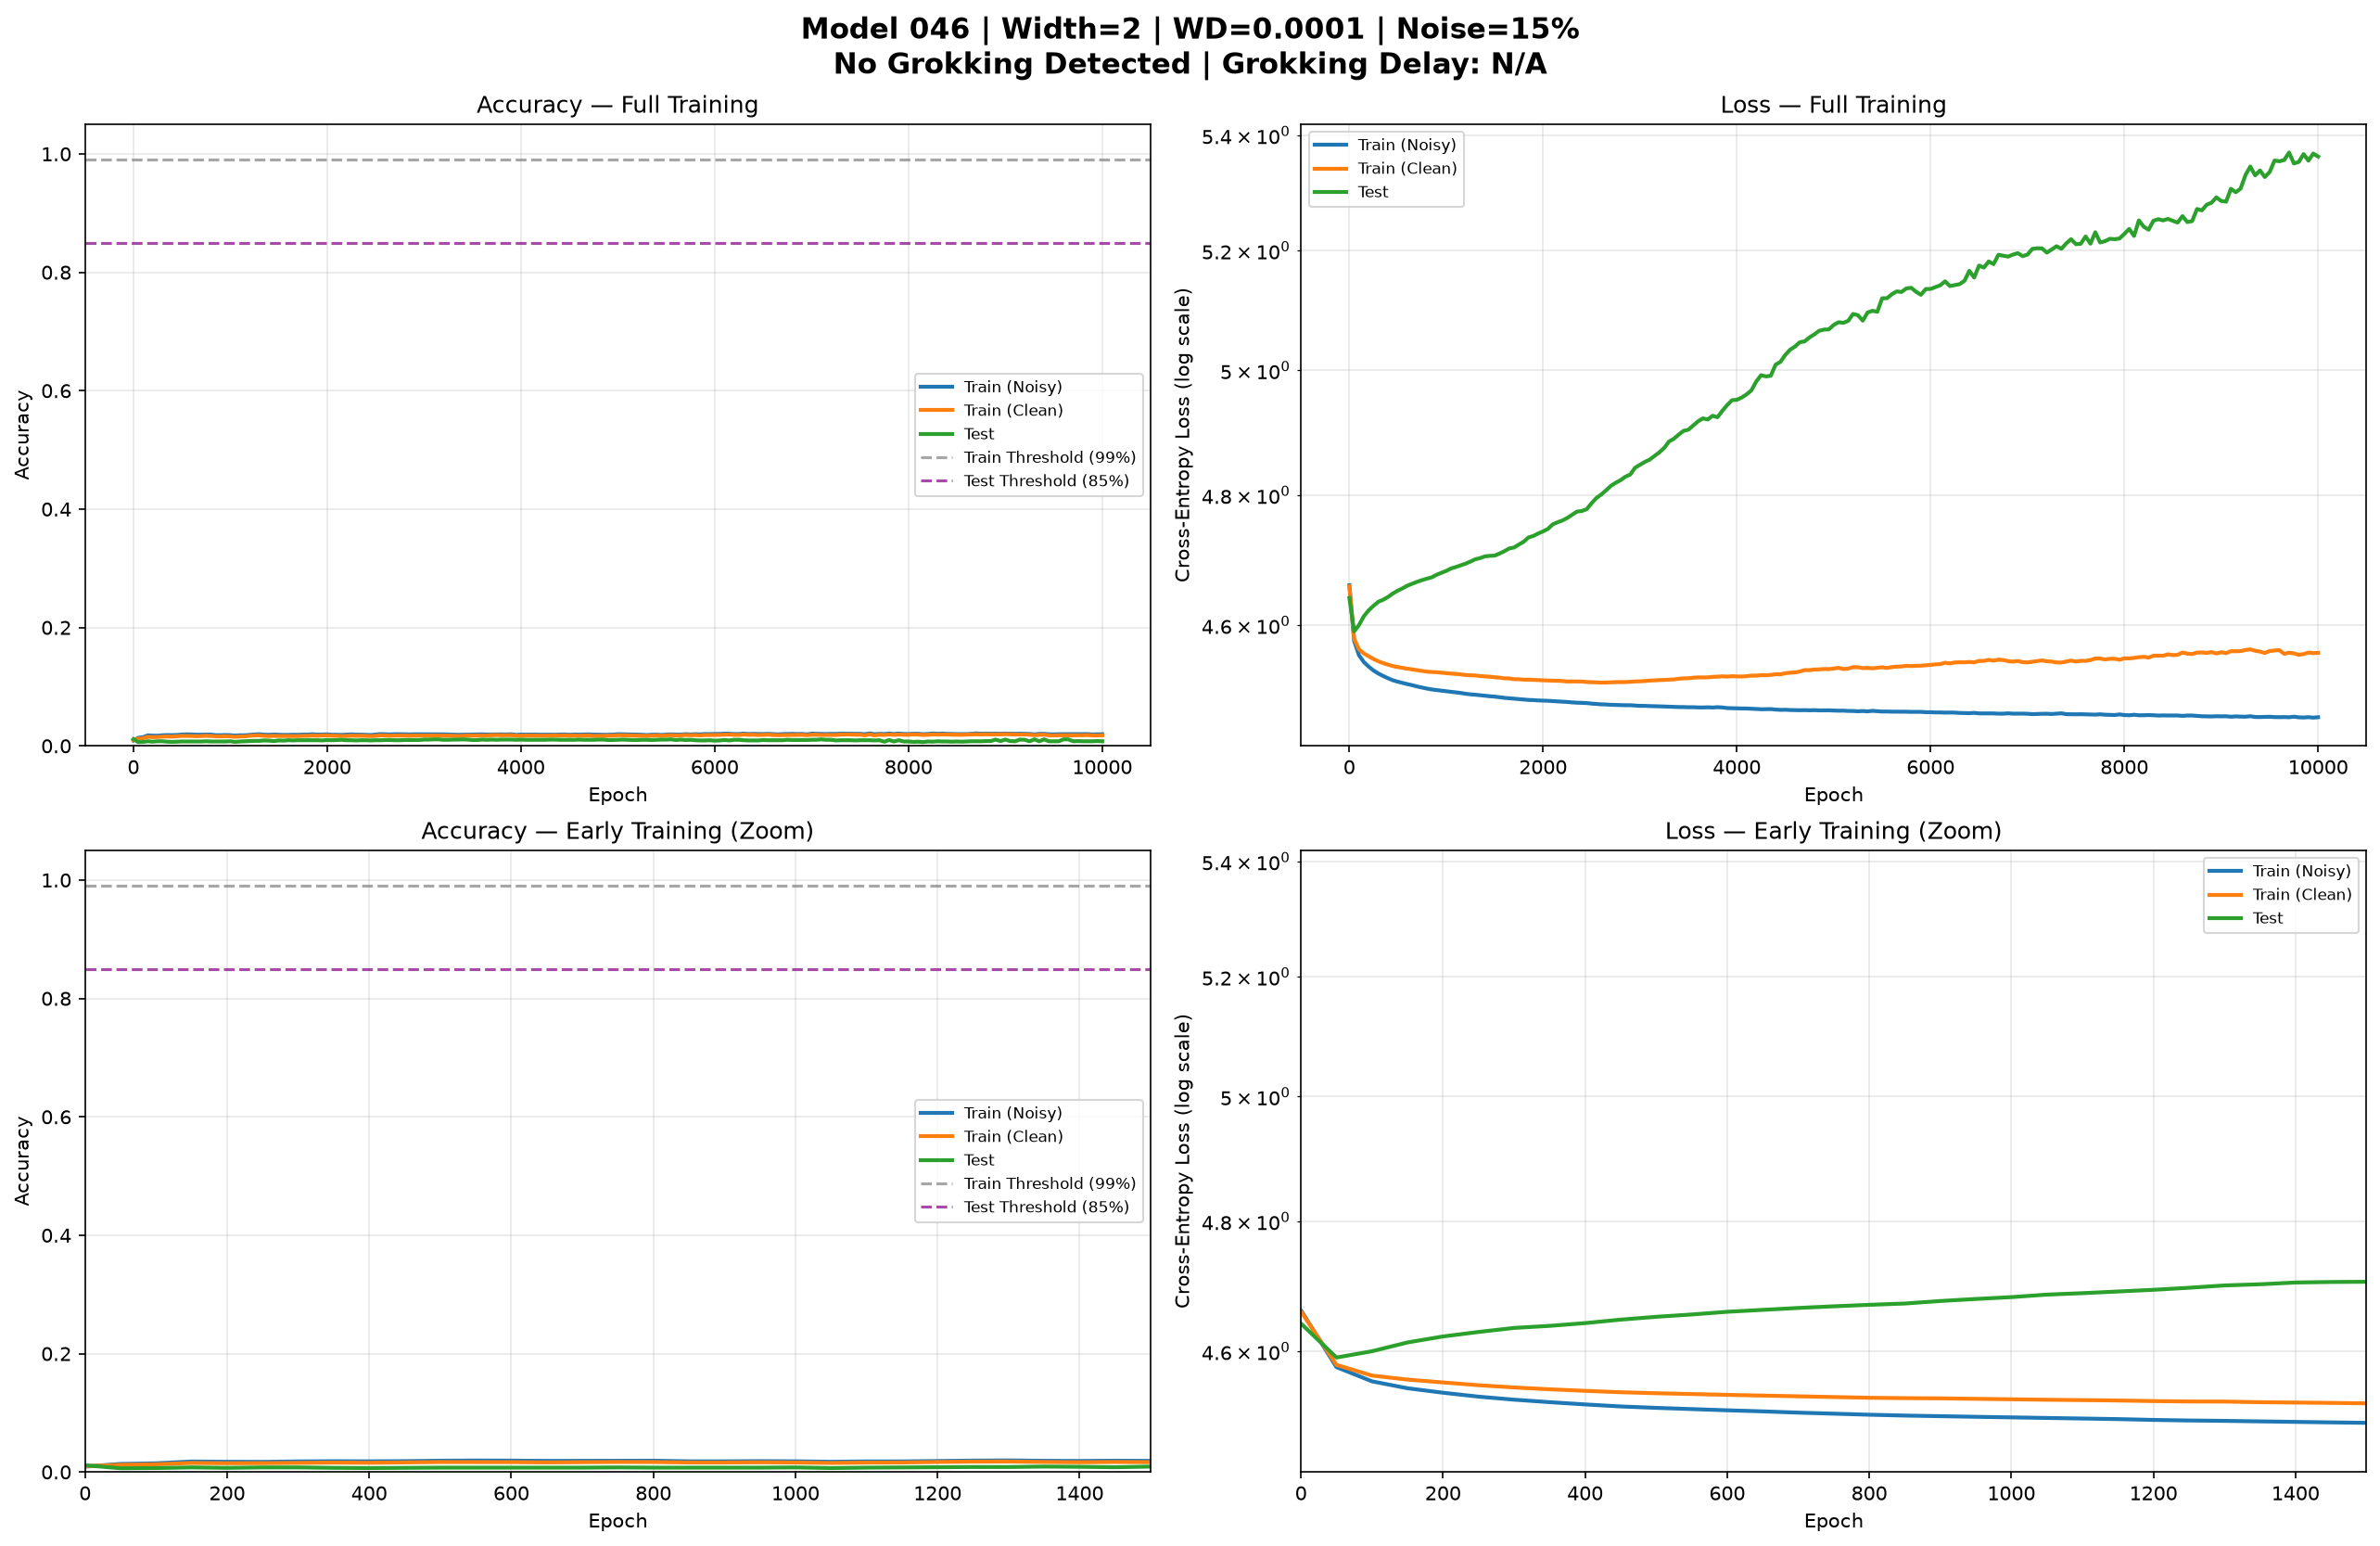 Model 046 | Width=2 | WD=0.0001 | Noise=15%
No Grokking Detected | Grokking Delay: N/A
Accuracy — Full Training
1.0
0.8
0.6
0.4
0.2
0.0
Accuracy
Train (Noisy)
Train (Clean)
Test
Train Threshold (99%)
Test Threshold (85%)
0 2000 4000 6000 8000 10000
Epoch
Loss — Full Training
5.4 × 10⁰
5.2 × 10⁰
5 × 10⁰
4.8 × 10⁰
4.6 × 10⁰
Cross-Entropy Loss (log scale)
Train (Noisy)
Train (Clean)
Test
0 2000 4000 6000 8000 10000
Epoch
Accuracy — Early Training (Zoom)
1.0
0.8
0.6
0.4
0.2
0.0
Accuracy
Train (Noisy)
Train (Clean)
Test
Train Threshold (99%)
Test Threshold (85%)
0 200 400 600 800 1000 1200 1400
Epoch
Loss — Early Training (Zoom)
5.4 × 10⁰
5.2 × 10⁰
5 × 10⁰
4.8 × 10⁰
4.6 × 10⁰
Cross-Entropy Loss (log scale)
Train (Noisy)
Train (Clean)
Test
0 200 400 600 800 1000 1200 1400
Epoch